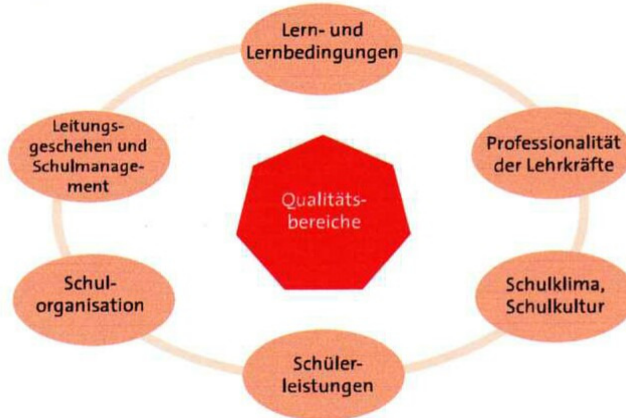 Lern- und
Lernbedingungen
Leitungs-
geschehen und
Schulmanage-
ment
Professionalität
der Lehrkräfte
Qualitäts-
bereiche
Schul-
organisation
Schulklima,
Schulkultur
Schüler-
leistungen